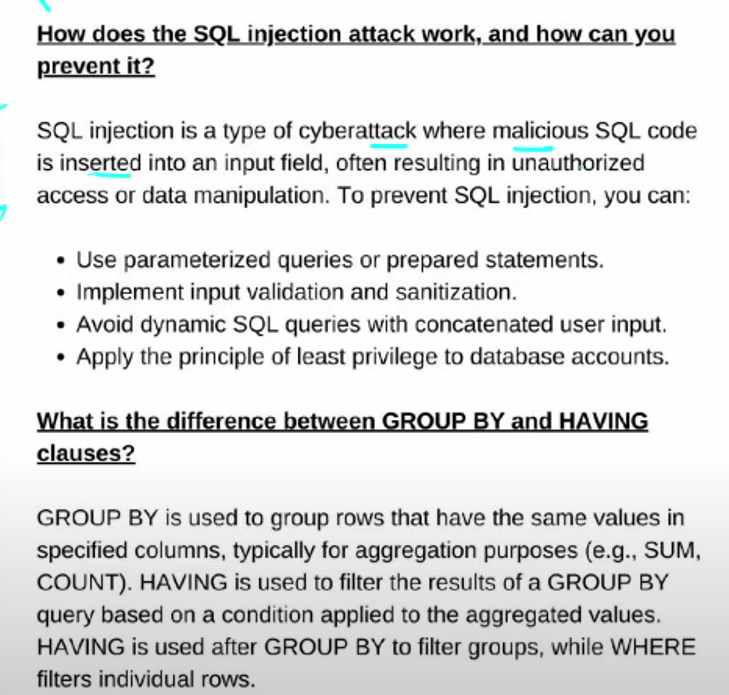 How does the SQL injection attack work, and how can you
prevent it?
SQL injection is a type of cyberattack where malicious SQL code
is inserted into an input field, often resulting in unauthorized
access or data manipulation. To prevent SQL injection, you can:
• Use parameterized queries or prepared statements.
• Implement input validation and sanitization.
• Avoid dynamic SQL queries with concatenated user input.
• Apply the principle of least privilege to database accounts.
What is the difference between GROUP BY and HAVING
clauses?
GROUP BY is used to group rows that have the same values in
specified columns, typically for aggregation purposes (e.g., SUM,
COUNT). HAVING is used to filter the results of a GROUP BY
query based on a condition applied to the aggregated values.
HAVING is used after GROUP BY to filter groups, while WHERE
filters individual rows.